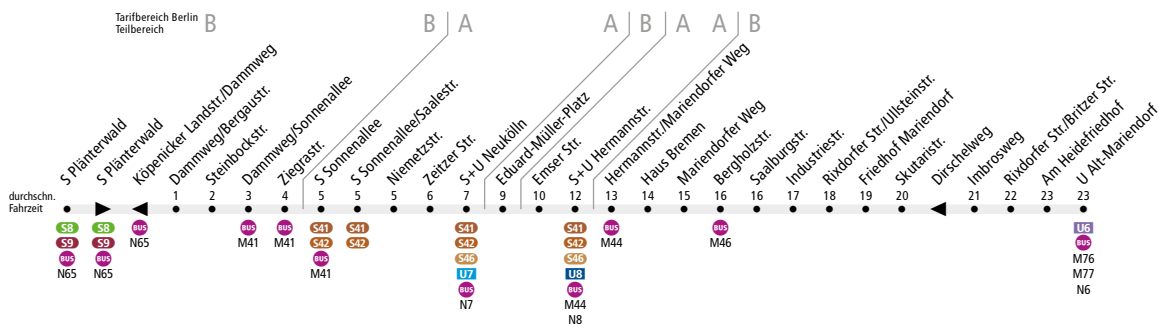 Tarifbereich Berlin
Teilbereich
B B A A B A A B
S Plänterwald
S Plänterwald
Köpenicker Landstr./Dammweg
Dammweg/Bergaustr.
Steinbockstr.
Dammweg/Sonnenallee
Ziegrastr.
S Sonnenallee
S Sonnenallee/Saalestr.
Niemetzstr.
Zeitzer Str.
S+U Neukölln
Eduard-Müller-Platz
Emser Str.
S+U Hermannstr.
Hermannstr./Mariendorfer Weg
Haus Bremen
Mariendorfer Weg
Bergholzstr.
Saalburgstr.
Industriestr.
Rixdorfer Str./Ullsteinstr.
Friedhof Mariendorf
Skutaristr.
Dirschelweg
Imbrosweg
Rixdorfer Str./Britzer Str.
Am Heidefriedhof
U Alt-Mariendorf
durchschn.
Fahrzeit
1 2 3 4 5 5 5 6 7 9 10 12 13 14 15 16 16 17 18 19 20 21 22 23 23
S8 S8 BUS BUS BUS S41 S41 S41 S41 BUS BUS U6
S9 S9 N65 M41 M41 S42 S42 S42 S42 M44 M46 BUS
BUS BUS BUS S46 S46 M76
N65 N65 M41 U7 U8 M77
BUS BUS N6
N7 M44
N8